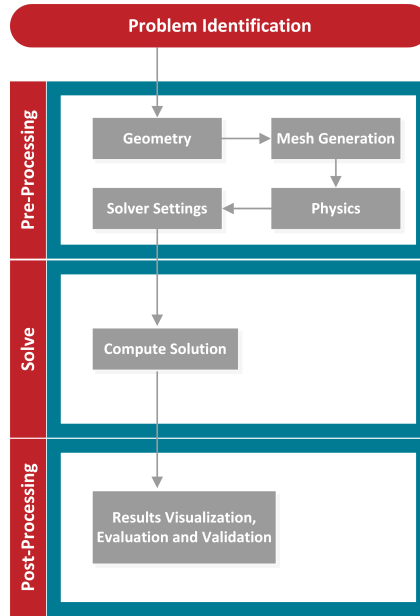 Problem Identification
Pre-Processing
Geometry
Mesh Generation
Solver Settings
Physics
Solve
Compute Solution
Post-Processing
Results Visualization,
Evaluation and Validation